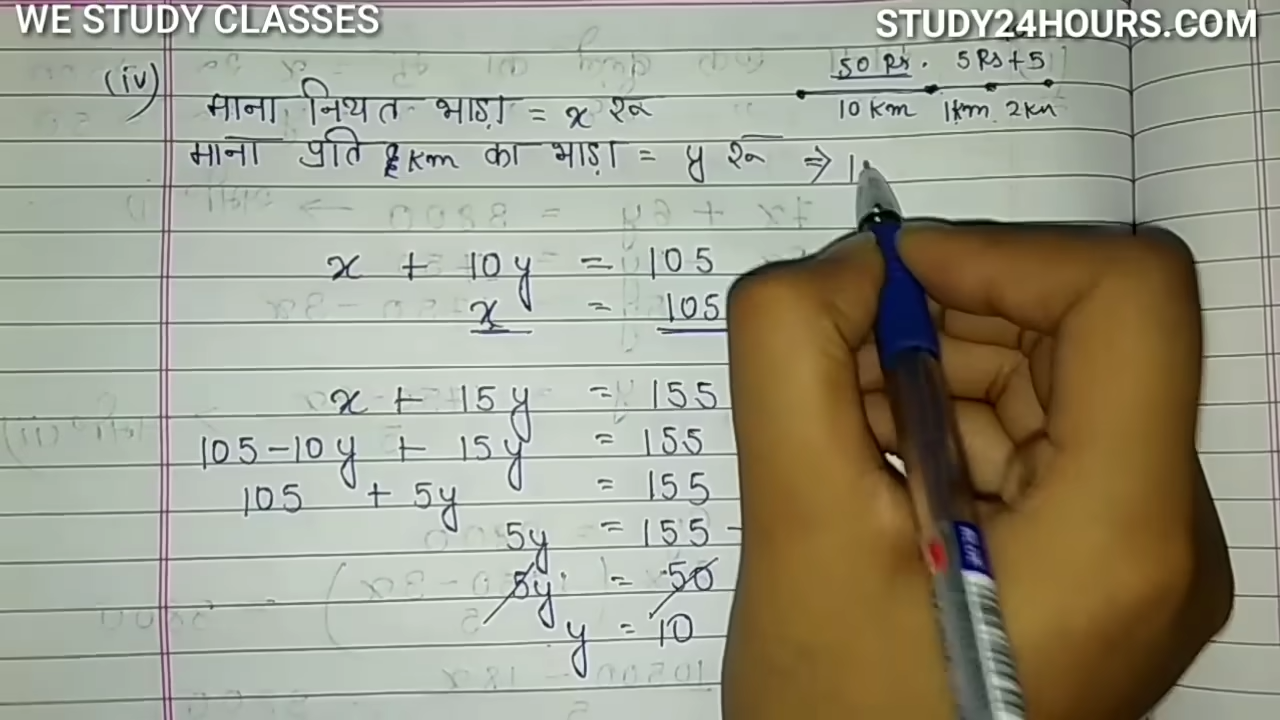 WE STUDY CLASSES
STUDY24HOURS.COM
50 Rs. 5Rs+5
10 Km 1Km 2Km
(iv) माना नियत भाड़ा = x रू
माना प्रति Km का भाड़ा = y रू ⇒ 1
x + 10y = 105
x = 105
x + 15y = 155
105-10y + 15y = 155
105 + 5y = 155
5y = 155 -
5y = 50
y = 10